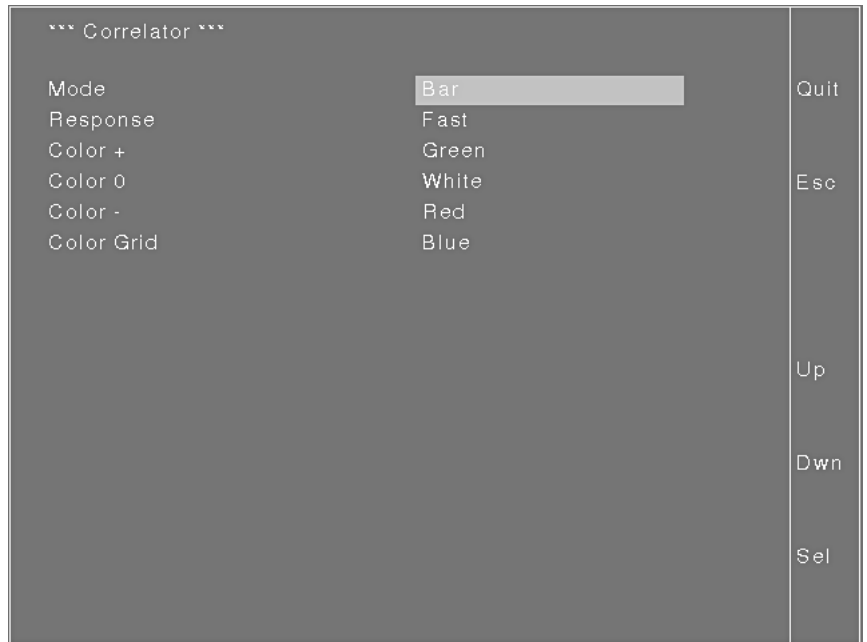 *** Correlator ***
Mode Bar Quit
Response Fast
Color + Green
Color 0 White Esc
Color - Red
Color Grid Blue
Up
Dwn
Sel